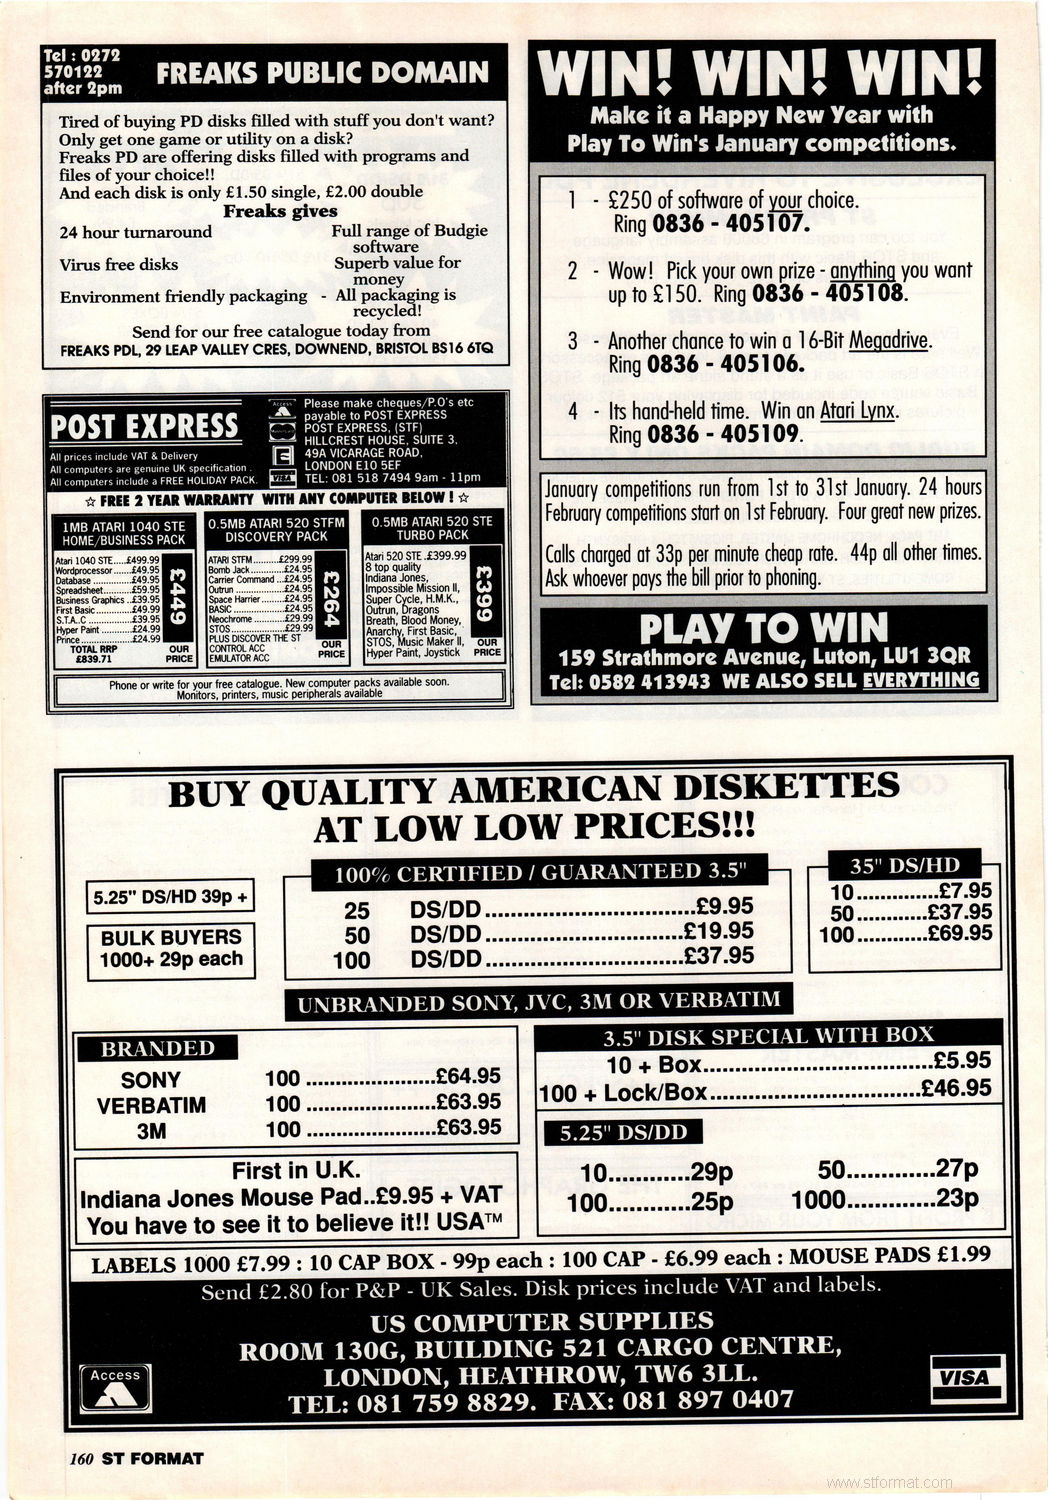 Tel : 0272
570122
after 2pm
FREAKS PUBLIC DOMAIN
Tired of buying PD disks filled with stuff you don't want?
Only get one game or utility on a disk?
Freaks PD are offering disks filled with programs and
files of your choice!!
And each disk is only £1.50 single, £2.00 double
Freaks gives
24 hour turnaround Full range of Budgie
software
Virus free disks Superb value for
money
Environment friendly packaging - All packaging is
recycled!
Send for our free catalogue today from
FREAKS PDL, 29 LEAP VALLEY CRES, DOWNEND, BRISTOL BS16 6TQ
WIN! WIN! WIN!
Make it a Happy New Year with
Play To Win's January competitions.
1 - £250 of software of your choice.
Ring 0836 - 405107.
2 - Wow! Pick your own prize - anything you want
up to £150. Ring 0836 - 405108.
3 - Another chance to win a 16-Bit Megadrive.
Ring 0836 - 405106.
4 - Its hand-held time. Win an Atari Lynx.
Ring 0836 - 405109.
January competitions run from 1st to 31st January. 24 hours
February competitions start on 1st February. Four great new prizes.
Calls charged at 33p per minute cheap rate. 44p all other times.
Ask whoever pays the bill prior to phoning.
PLAY TO WIN
159 Strathmore Avenue, Luton, LU1 3QR
Tel: 0582 413943 WE ALSO SELL EVERYTHING
POST EXPRESS
All prices include VAT & Delivery
All computers are genuine UK specification .
All computers include a FREE HOLIDAY PACK.
Access
VISA
Please make cheques/P.O's etc
payable to POST EXPRESS
POST EXPRESS, (STF)
HILLCREST HOUSE, SUITE 3,
49A VICARAGE ROAD,
LONDON E10 5EF
TEL: 081 518 7494 9am - 11pm
☆ FREE 2 YEAR WARRANTY WITH ANY COMPUTER BELOW ! ☆
1MB ATARI 1040 STE
HOME/BUSINESS PACK
Atari 1040 STE.....£499.99
Wordprocessor.....£49.95
Database............£49.95
Spreadsheet........£59.95
Business Graphics ..£39.95
First Basic............£49.99
S.T.A..C..............£39.95
Hyper Paint..........£24.99
Prince.................£24.99
TOTAL RRP
£839.71
£449
OUR
PRICE
0.5MB ATARI 520 STFM
DISCOVERY PACK
ATARI STFM.........£299.99
Bomb Jack..........£24.95
Carrier Command ...£24.95
Outrun...............£24.95
Space Harrier.......£24.95
BASIC................£24.95
Neochrome.........£29.99
STOS.................£29.99
PLUS DISCOVER THE ST
CONTROL ACC
EMULATOR ACC
£264
OUR
PRICE
0.5MB ATARI 520 STE
TURBO PACK
Atari 520 STE .£399.99
8 top quality
Indiana Jones,
Impossible Mission II,
Super Cycle, H.M.K.,
Outrun, Dragons
Breath, Blood Money,
Anarchy, First Basic,
STOS, Music Maker II,
Hyper Paint, Joystick
£399
OUR
PRICE
Phone or write for your free catalogue. New computer packs available soon.
Monitors, printers, music peripherals available
BUY QUALITY AMERICAN DISKETTES
AT LOW LOW PRICES!!!
5.25" DS/HD 39p +
BULK BUYERS
1000+ 29p each
100% CERTIFIED / GUARANTEED 3.5"
25 DS/DD................................£9.95
50 DS/DD..............................£19.95
100 DS/DD..............................£37.95
35" DS/HD
10............£7.95
50..........£37.95
100..........£69.95
UNBRANDED SONY, JVC, 3M OR VERBATIM
BRANDED
SONY 100 ...................£64.95
VERBATIM 100 ...................£63.95
3M 100 ...................£63.95
3.5" DISK SPECIAL WITH BOX
10 + Box..................................£5.95
100 + Lock/Box...............................£46.95
5.25" DS/DD
10............29p 50.............27p
100............25p 1000............23p
First in U.K.
Indiana Jones Mouse Pad..£9.95 + VAT
You have to see it to believe it!! USA™
LABELS 1000 £7.99 : 10 CAP BOX - 99p each : 100 CAP - £6.99 each : MOUSE PADS £1.99
Send £2.80 for P&P - UK Sales. Disk prices include VAT and labels.
US COMPUTER SUPPLIES
ROOM 130G, BUILDING 521 CARGO CENTRE,
LONDON, HEATHROW, TW6 3LL.
TEL: 081 759 8829. FAX: 081 897 0407
Access
VISA
160 ST FORMAT
www.stformat.com